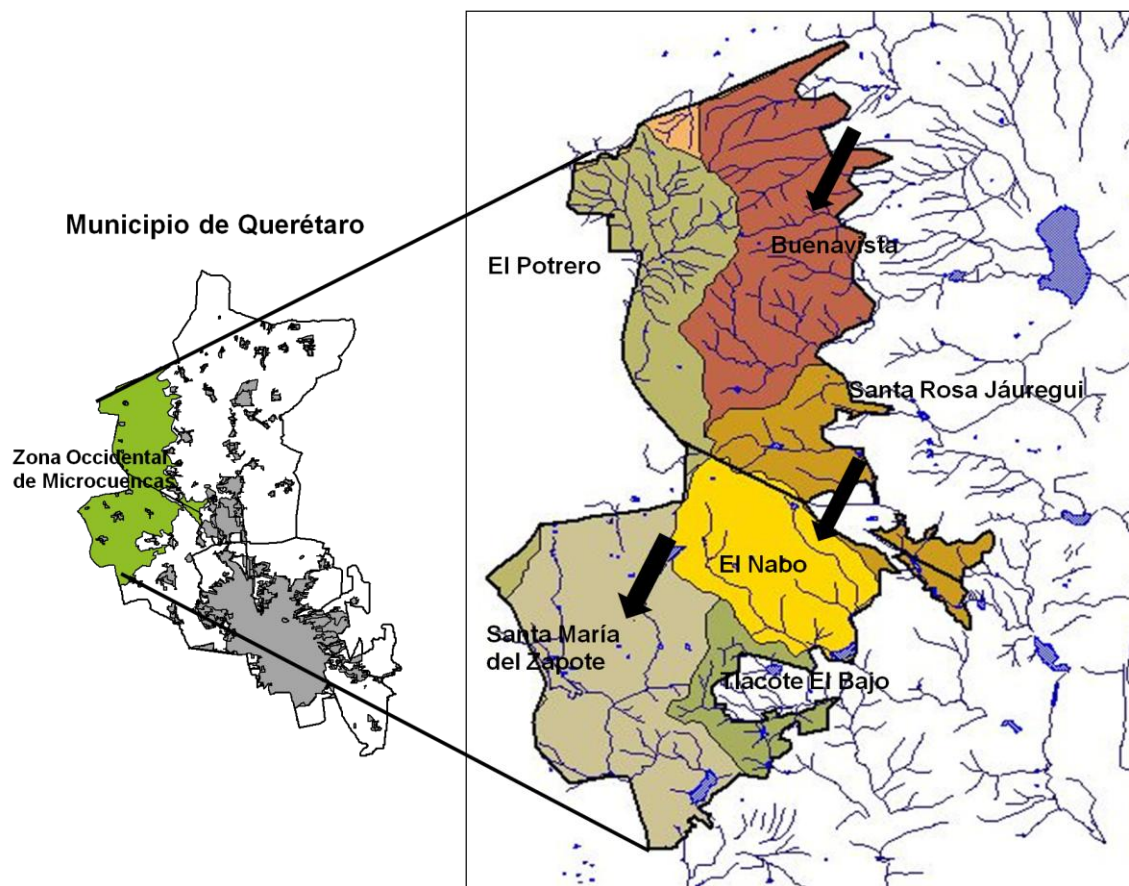 Municipio de Querétaro
Zona Occidental
de Microcuencas
El Potrero
Buenavista
Santa Rosa Jáuregui
El Nabo
Santa María
del Zapote
Tlacote El Bajo